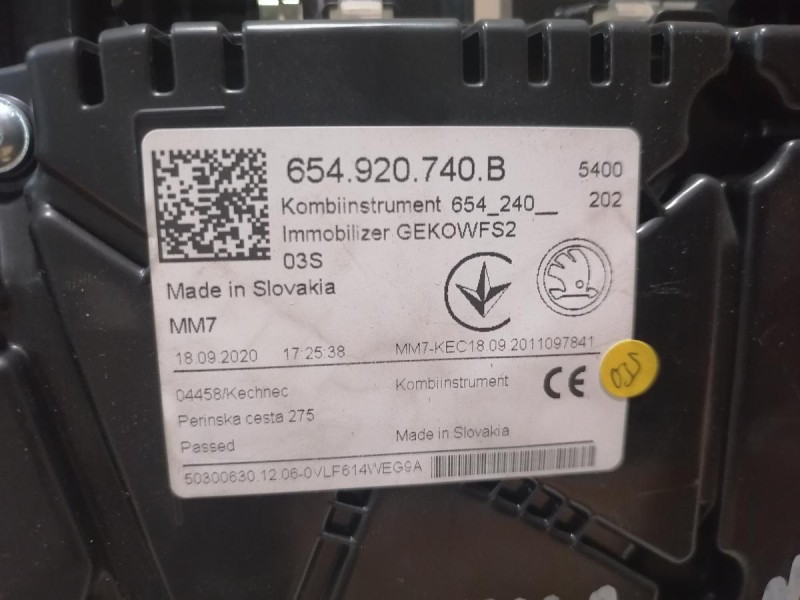 654.920.740.B 5400
Kombiinstrument 654_240__ 202
Immobilizer GEKOWFS2
03S
Made in Slovakia
MM7
18.09.2020 17:25:38 MM7-KEC18.09 2011097841
04458/Kechnec Kombiinstrument CE
Perinska cesta 275
Passed Made in Slovakia
50300630.12.06-0VLF614WEG9A
03S